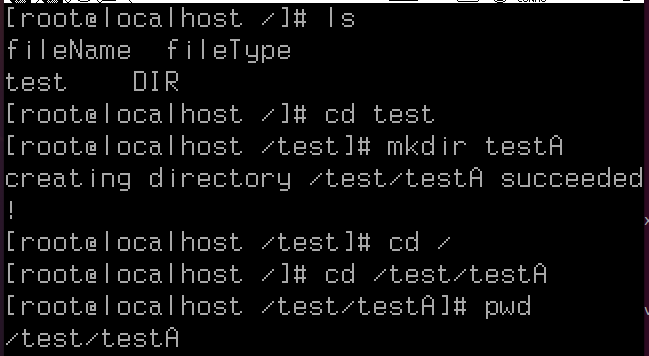 [root@localhost /]# ls
fileName  fileType
test    DIR
[root@localhost /]# cd test
[root@localhost /test]# mkdir testA
creating directory /test/testA succeeded
!
[root@localhost /test]# cd /
[root@localhost /]# cd /test/testA
[root@localhost /test/testA]# pwd
/test/testA